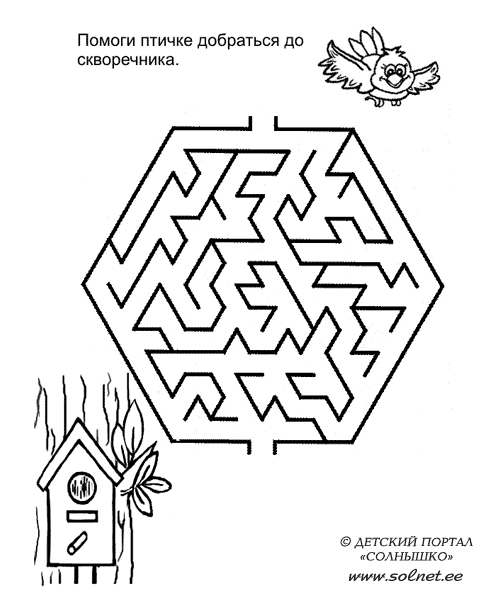 Помоги птичке добраться до
скворечника.
© ДЕТСКИЙ ПОРТАЛ
«СОЛНЫШКО»
www.solnet.ee